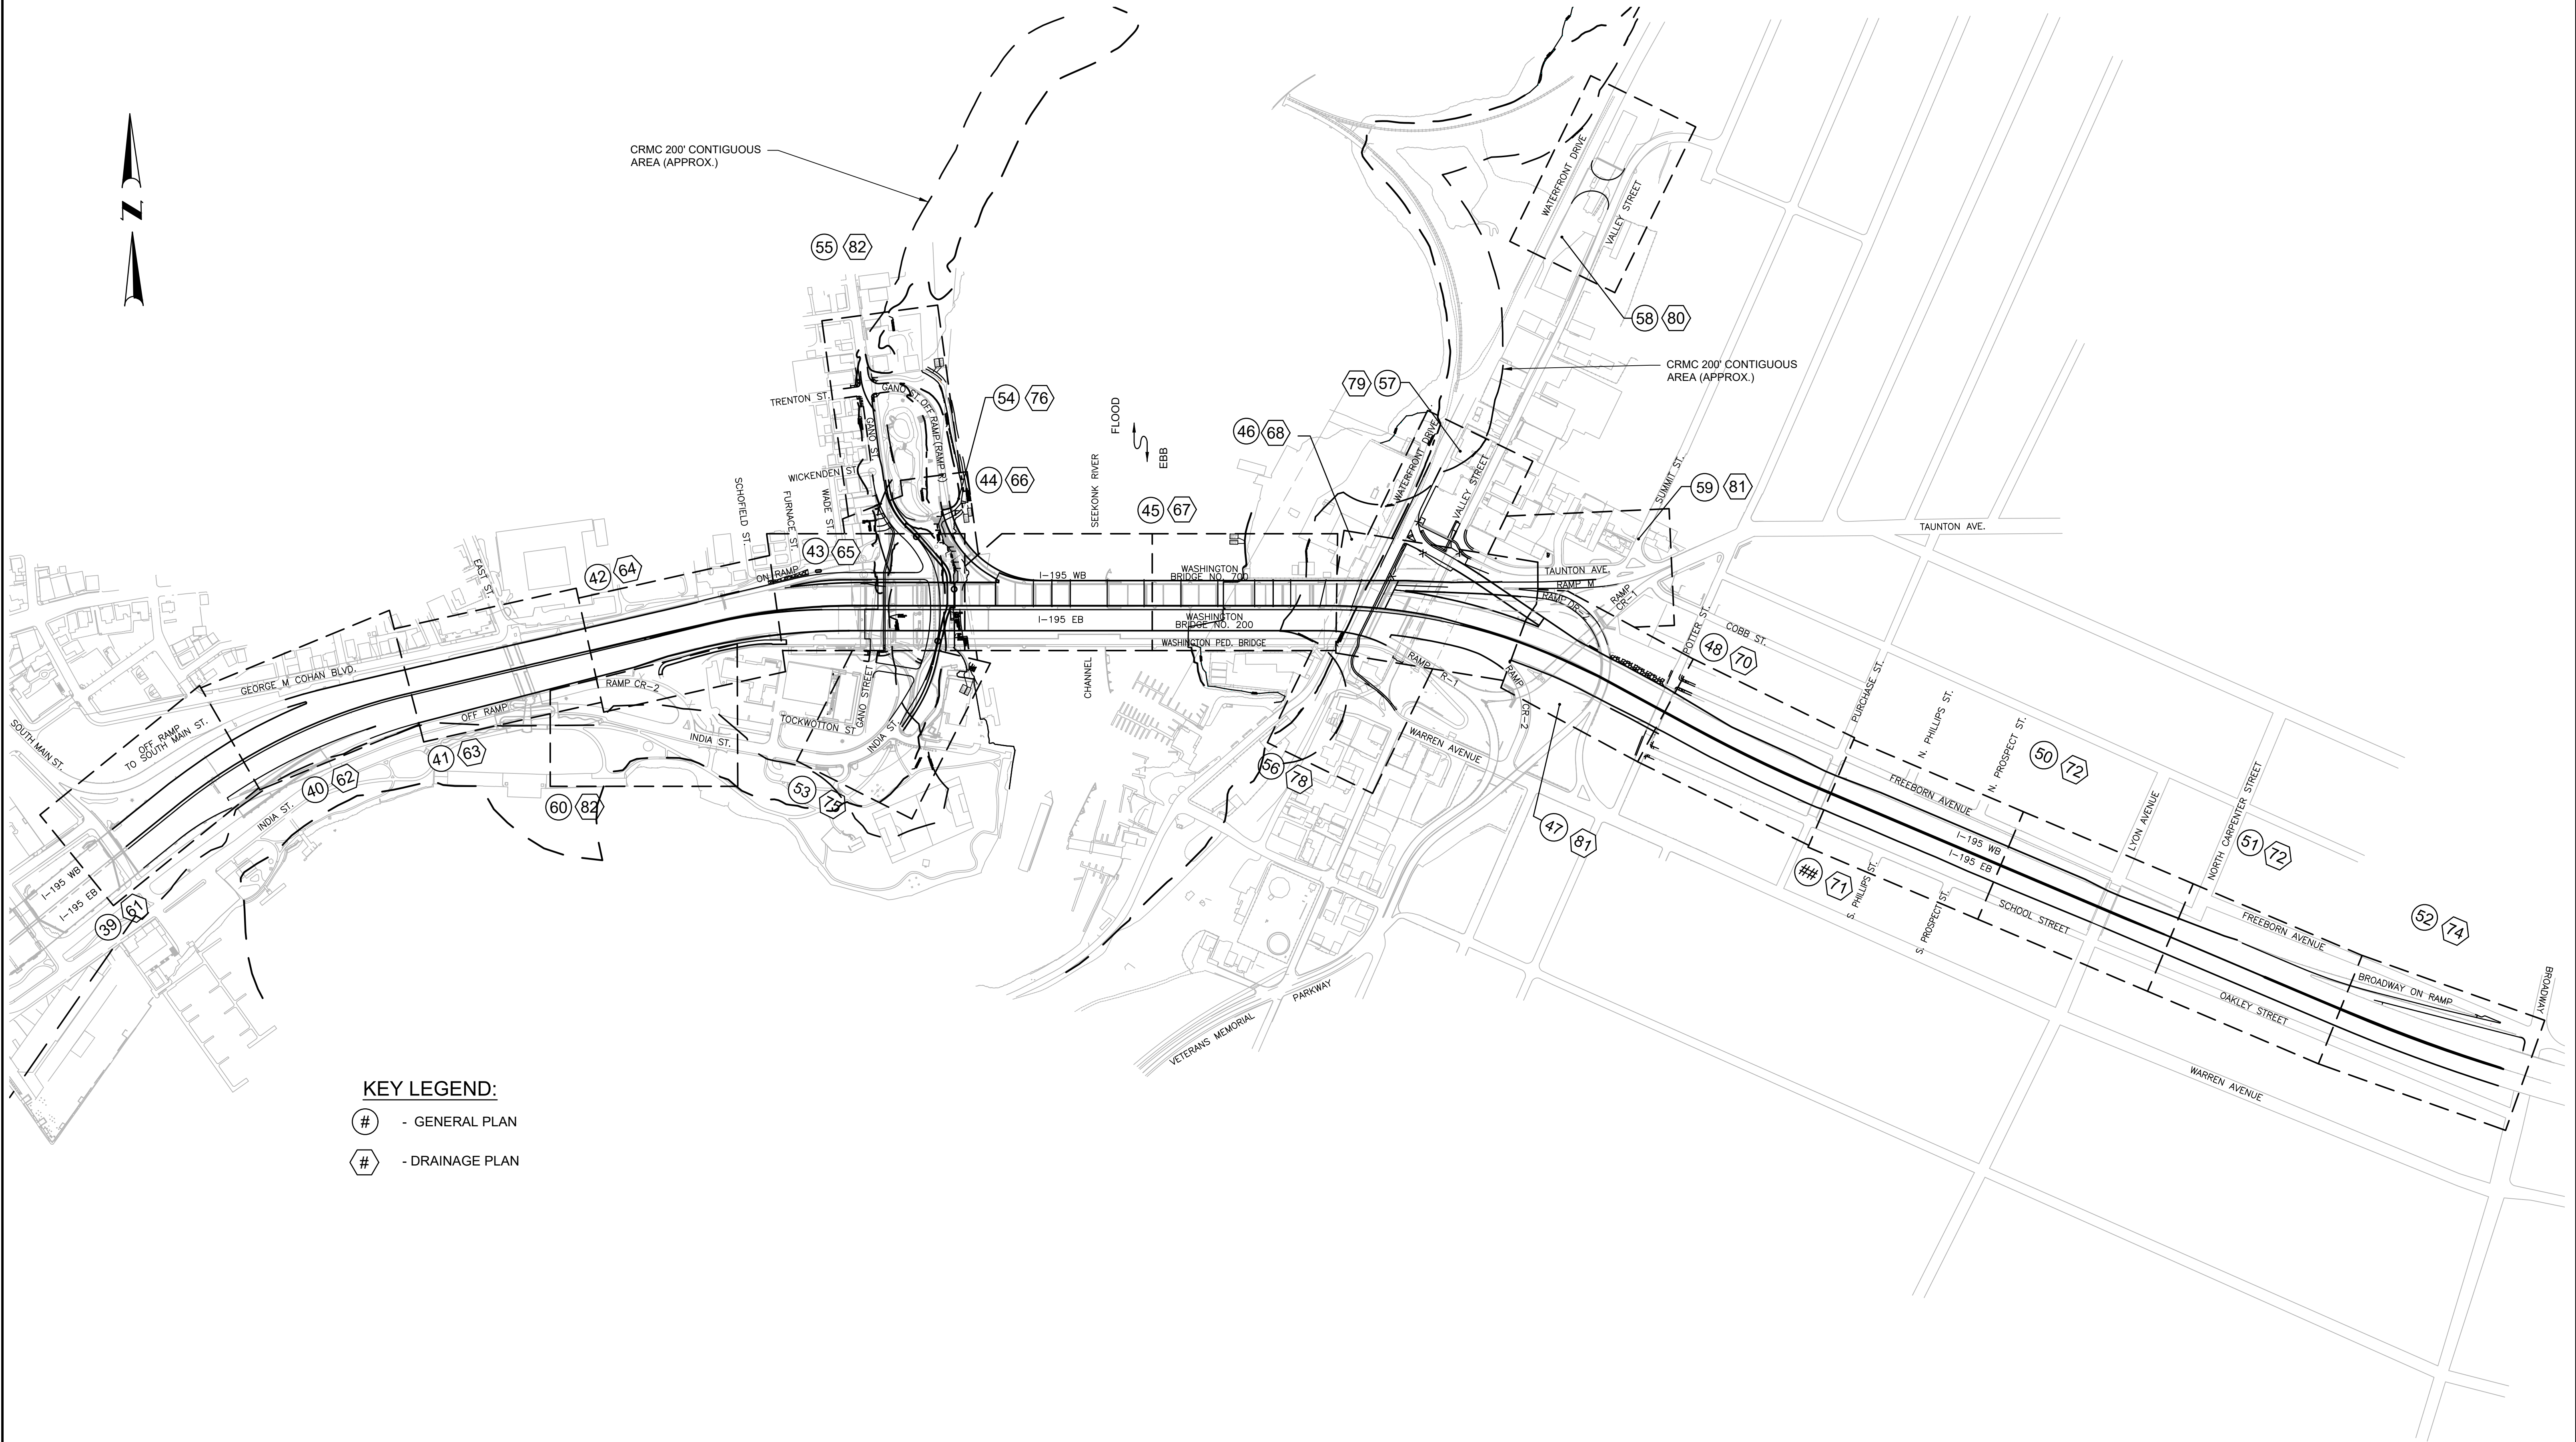 CRMC 200' CONTIGUOUS
AREA (APPROX.)
N
55 82
WATERFRONT DRIVE
VALLEY STREET
58 80
CRMC 200' CONTIGUOUS
AREA (APPROX.)
TRENTON ST.
GANO ST. OFF RAMP (RAMP R)
GANO ST.
54 76
FLOOD
EBB
79 57
46 68
WATERFRONT DRIVE
VALLEY STREET
SUMMIT ST.
59 81
WICKENDEN ST.
44 66
SEEKONK RIVER
45 67
SCHOFIELD ST.
FURNACE ST.
WADE ST.
TAUNTON AVE.
EAST ST.
42 64
43 65
ON RAMP
I-195 WB
WASHINGTON
BRIDGE NO. 700
TAUNTON AVE.
RAMP M
RAMP DR-2
RAMP
CR-1
I-195 EB
WASHINGTON
BRIDGE NO. 200
WASHINGTON PED. BRIDGE
POTTER ST.
COBB ST.
48 70
GEORGE M COHAN BLVD.
RAMP CR-2
OFF RAMP
CHANNEL
RAMP R-1
RAMP
CR-2
PURCHASE ST.
N. PHILLIPS ST.
N. PROSPECT ST.
50 72
SOUTH MAIN ST.
OFF RAMP
TO SOUTH MAIN ST.
41 63
40 62
INDIA ST.
60 82
INDIA ST.
TOCKWOTTON ST
GANO STREET
INDIA ST.
53 75
56 78
WARREN AVENUE
47 81
FREEBORN AVENUE
I-195 WB
I-195 EB
LYON AVENUE
NORTH CARPENTER STREET
51 72
## 71
S. PHILLIPS ST.
S. PROSPECT ST.
SCHOOL STREET
I-195 WB
I-195 EB
39 61
FREEBORN AVENUE
52 74
BROADWAY ON RAMP
BROADWAY
OAKLEY STREET
WARREN AVENUE
VETERANS MEMORIAL
PARKWAY
KEY LEGEND:
# - GENERAL PLAN
# - DRAINAGE PLAN